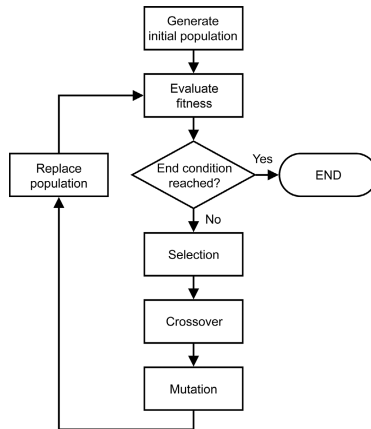 Generate
initial population
Evaluate
fitness
End condition
reached?
Yes
END
Replace
population
No
Selection
Crossover
Mutation